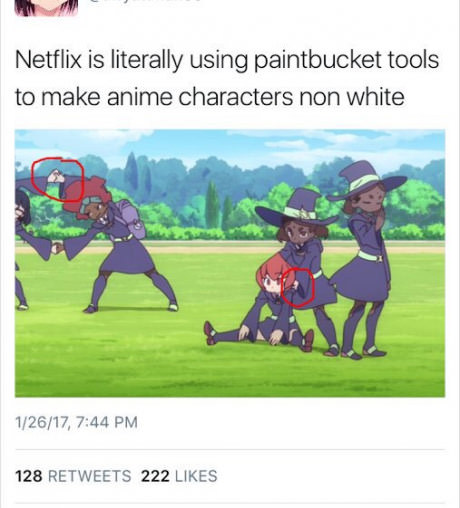 Netflix is literally using paintbucket tools
to make anime characters non white
1/26/17, 7:44 PM
128 RETWEETS 222 LIKES